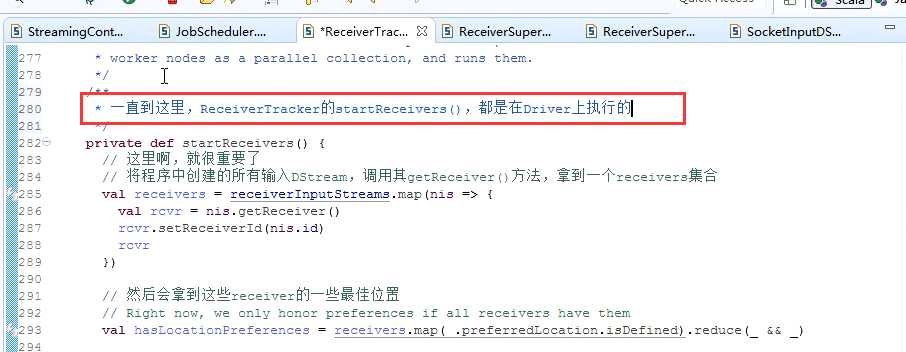 Quick Access
Scala
StreamingCont...
JobScheduler....
*ReceiverTrac...
ReceiverSuper...
ReceiverSuper...
SocketInputDS...
277 * worker nodes as a parallel collection, and runs them.
278 */
279 /**
280 * 一直到这里，ReceiverTracker的startReceivers()，都是在Driver上执行的
281 */
282 private def startReceivers() {
283 // 这里啊，就很重要了
284 // 将程序中创建的所有输入DStream，调用其getReceiver()方法，拿到一个receivers集合
285 val receivers = receiverInputStreams.map(nis => {
286 val rcvr = nis.getReceiver()
287 rcvr.setReceiverId(nis.id)
288 rcvr
289 })
290
291 // 然后会拿到这些receiver的一些最佳位置
292 // Right now, we only honor preferences if all receivers have them
293 val hasLocationPreferences = receivers.map(_.preferredLocation.isDefined).reduce(_ && _)
294